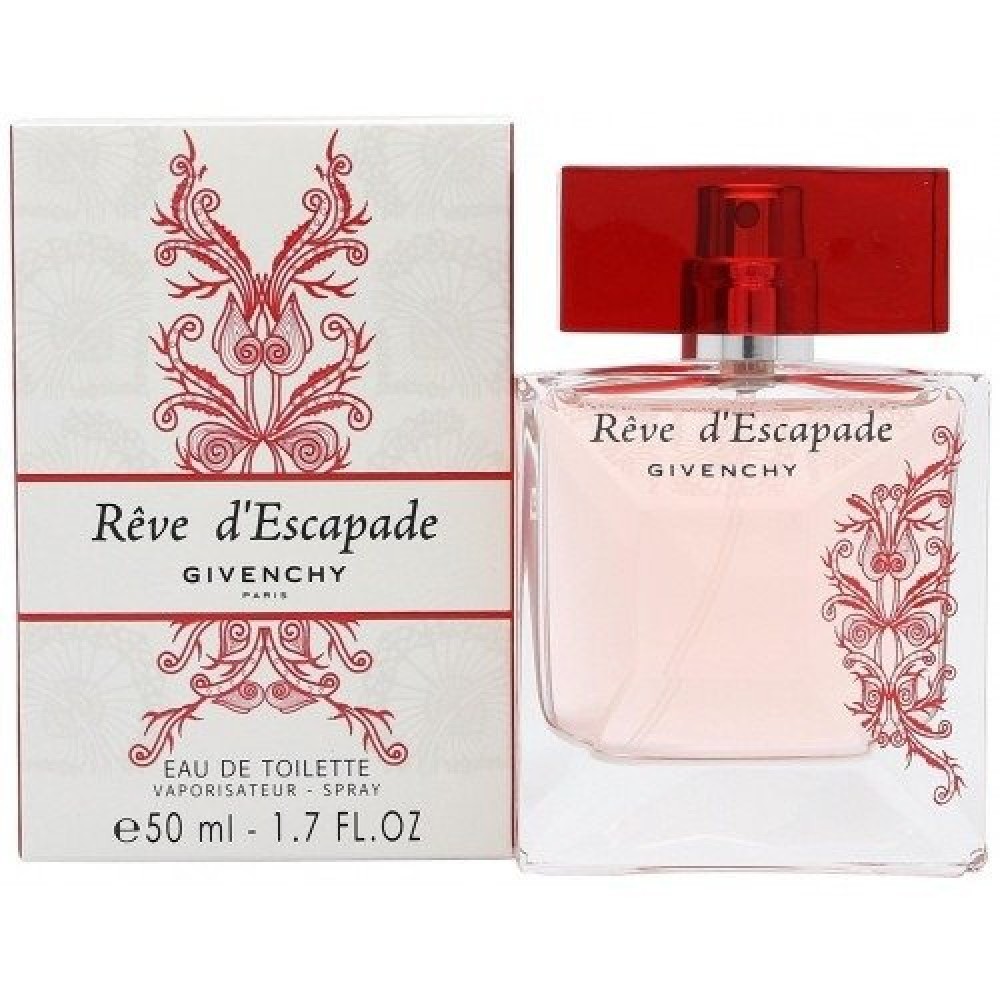 Rêve d'Escapade
GIVENCHY
PARIS
EAU DE TOILETTE
VAPORISATEUR - SPRAY
℮50 ml - 1.7 FL.OZ
Rêve d'Escapade
GIVENCHY